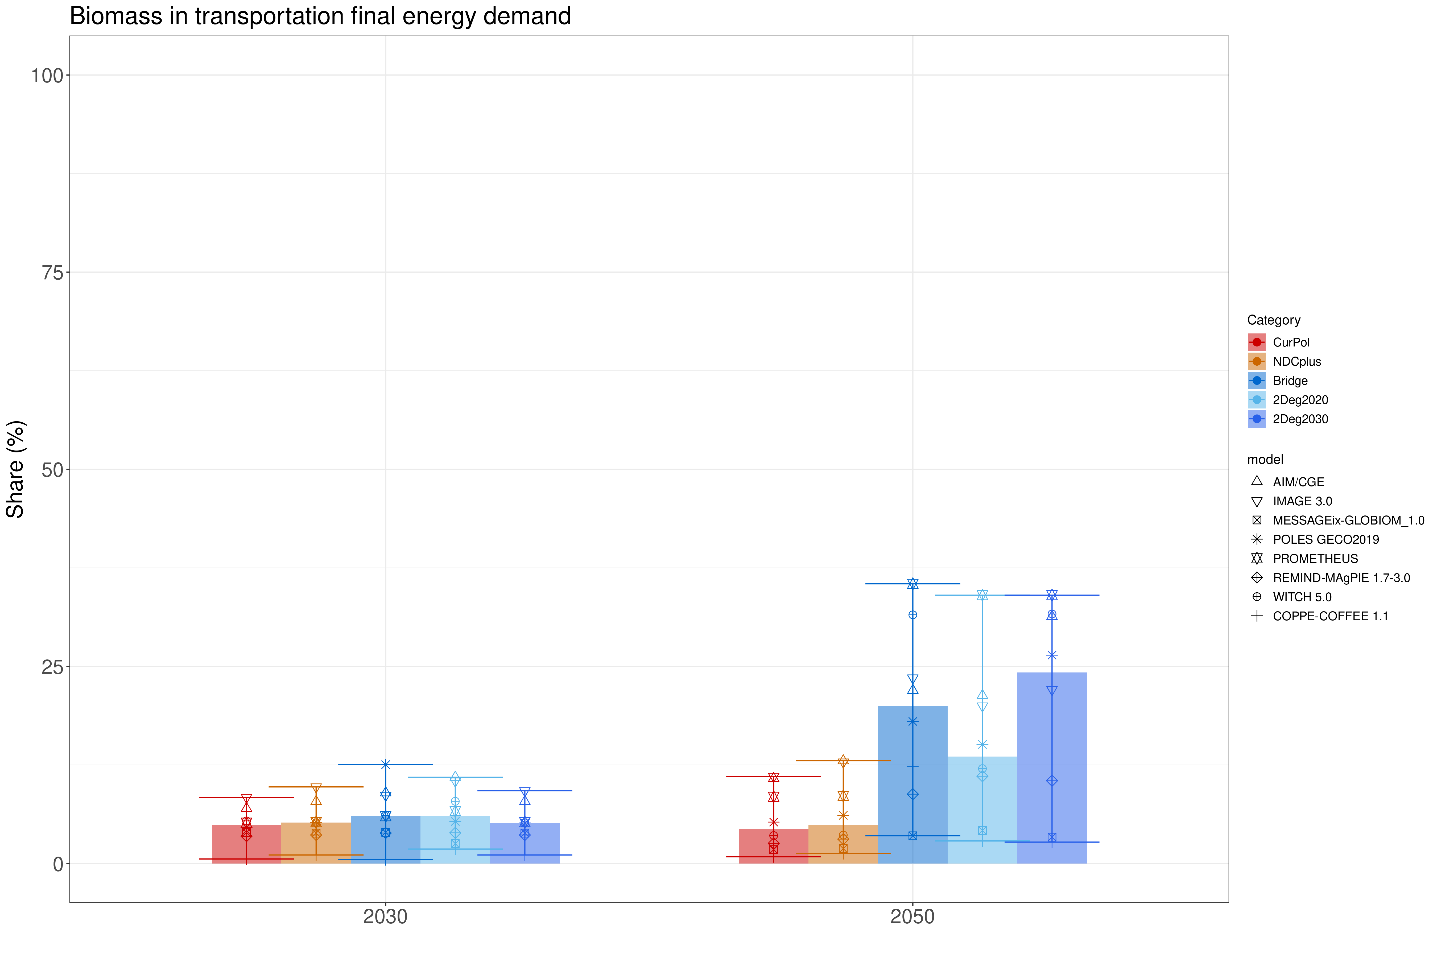 Biomass in transportation final energy demand
100
75
50
25
0
Share (%)
2030
2050
Category
CurPol
NDCplus
Bridge
2Deg2020
2Deg2030
model
AIM/CGE
IMAGE 3.0
MESSAGEix-GLOBIOM_1.0
POLES GECO2019
PROMETHEUS
REMIND-MAgPIE 1.7-3.0
WITCH 5.0
COPPE-COFFEE 1.1